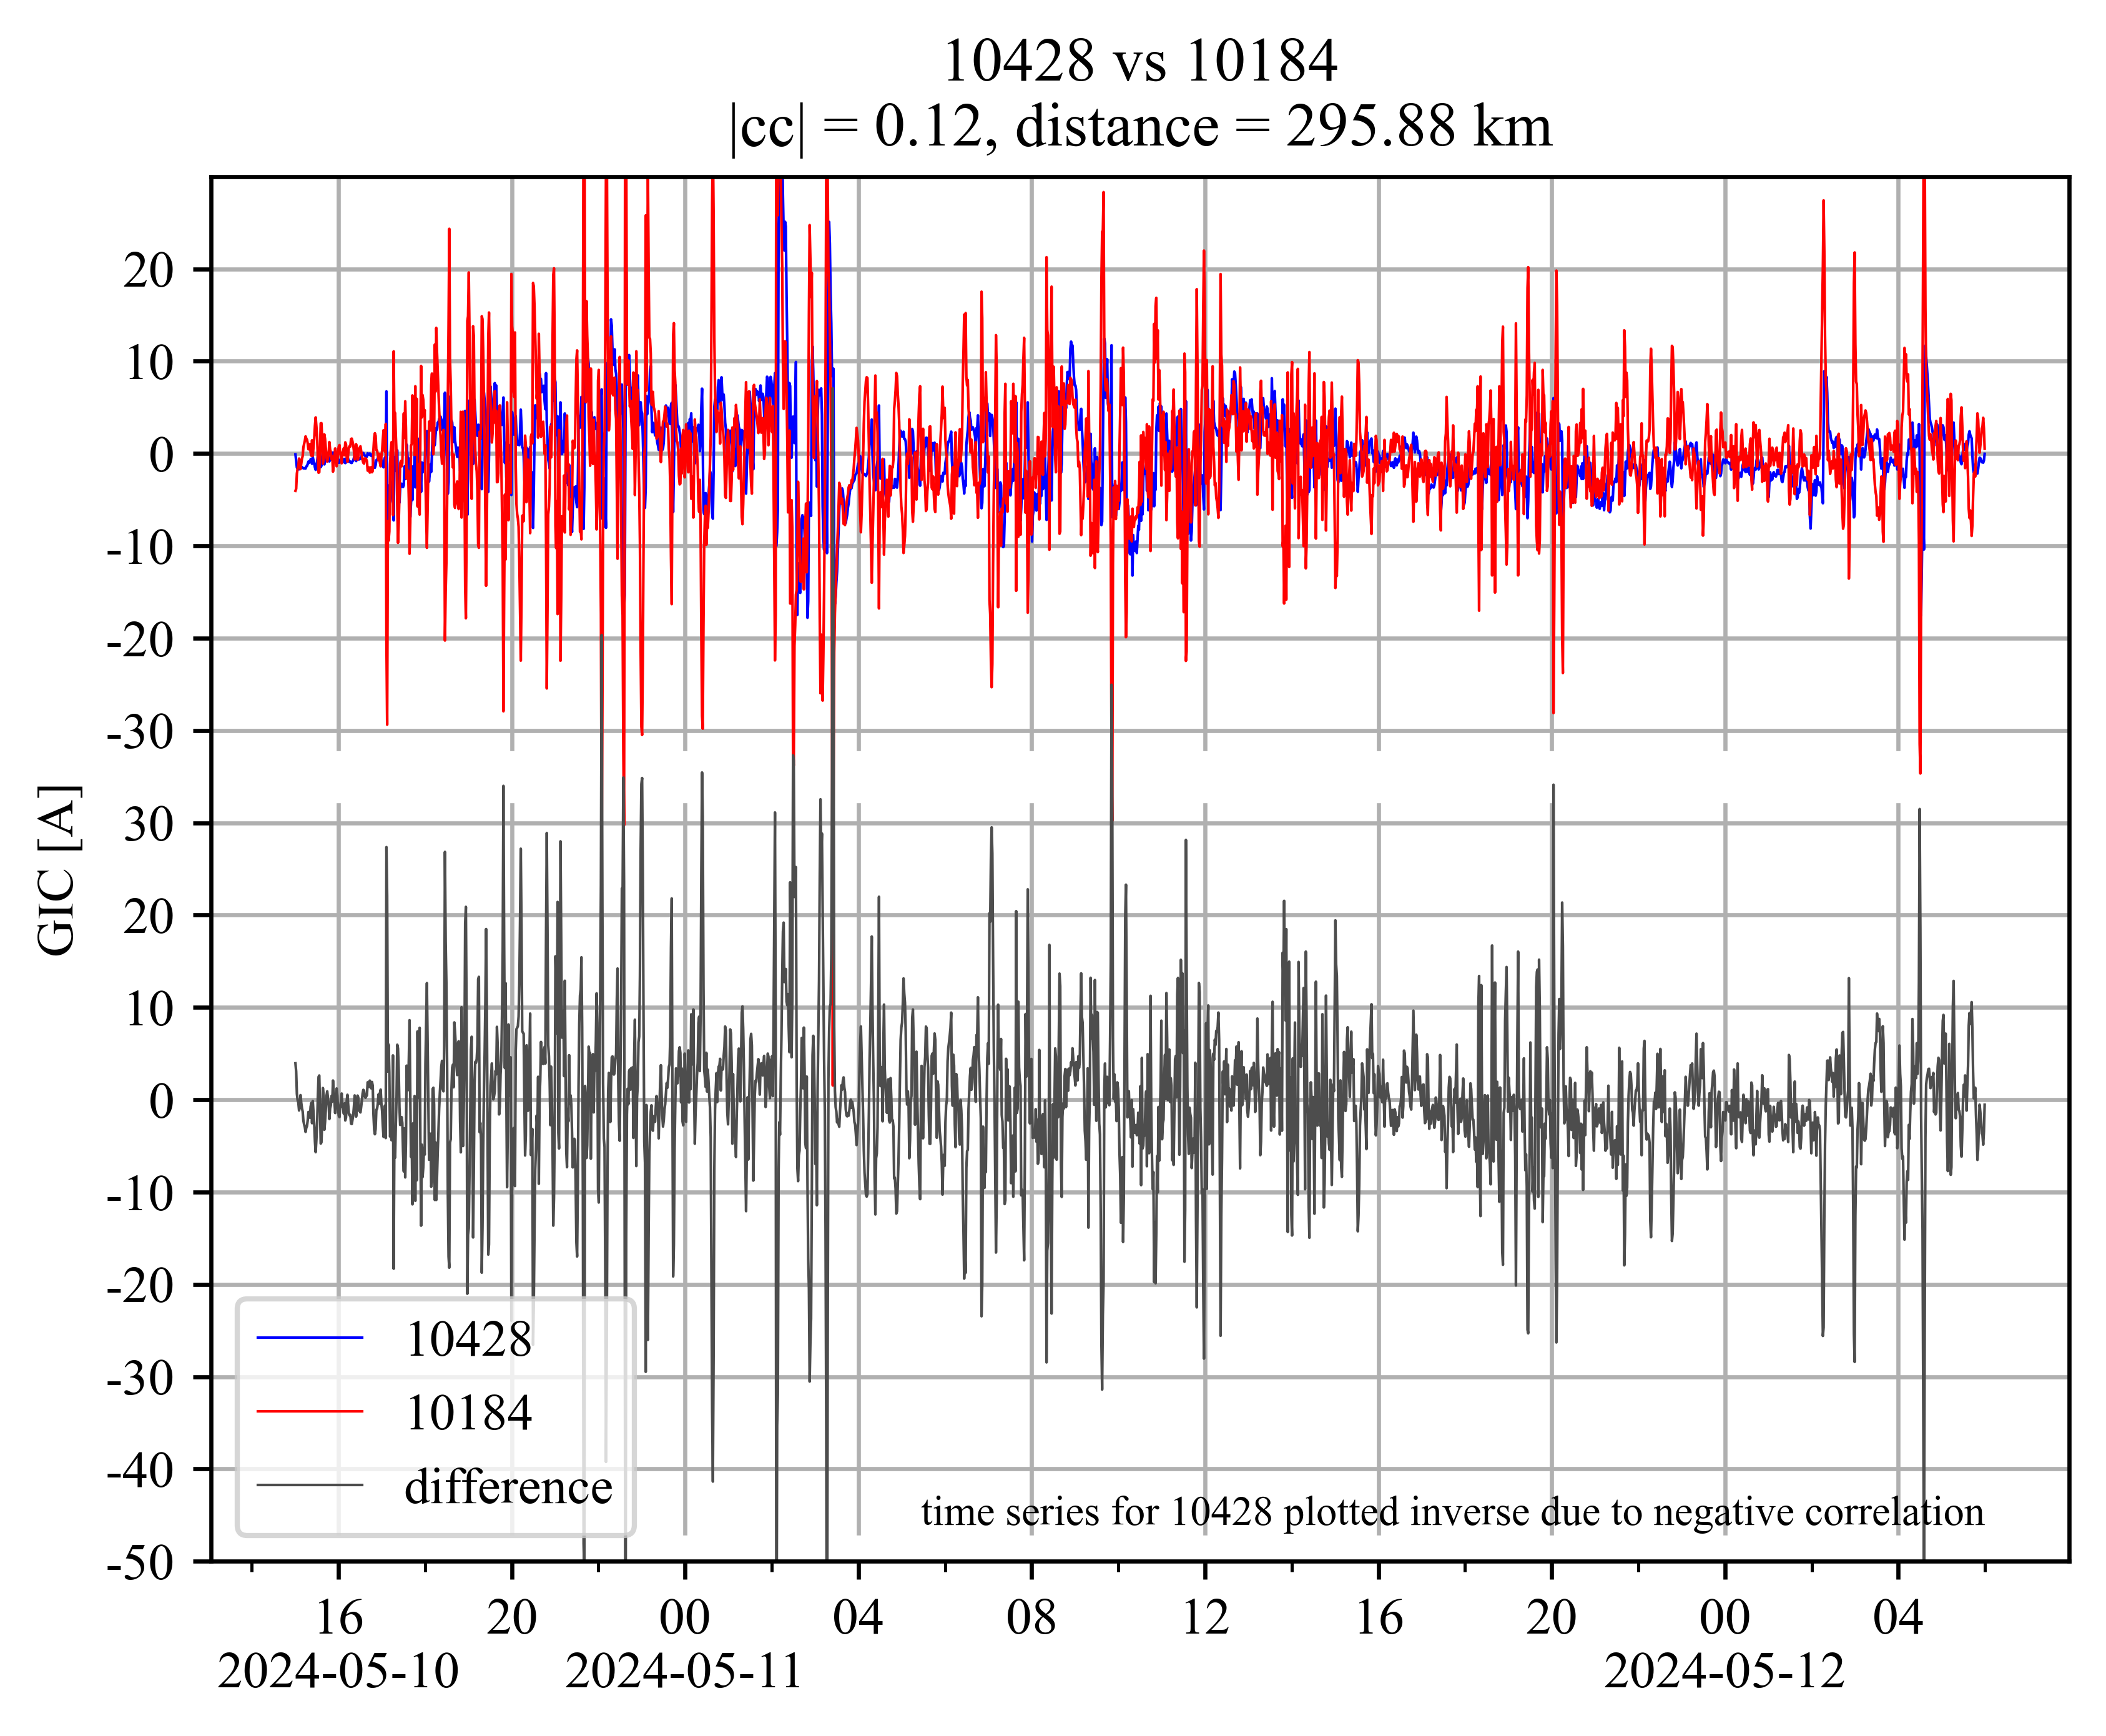 10428 vs 10184
|cc| = 0.12, distance = 295.88 km
GIC [A]
20
10
0
-10
-20
-30
30
20
10
0
-10
-20
-30
-40
-50
10428
10184
difference
time series for 10428 plotted inverse due to negative correlation
16 20 00 04 08 12 16 20 00 04
2024-05-10 2024-05-11 2024-05-12